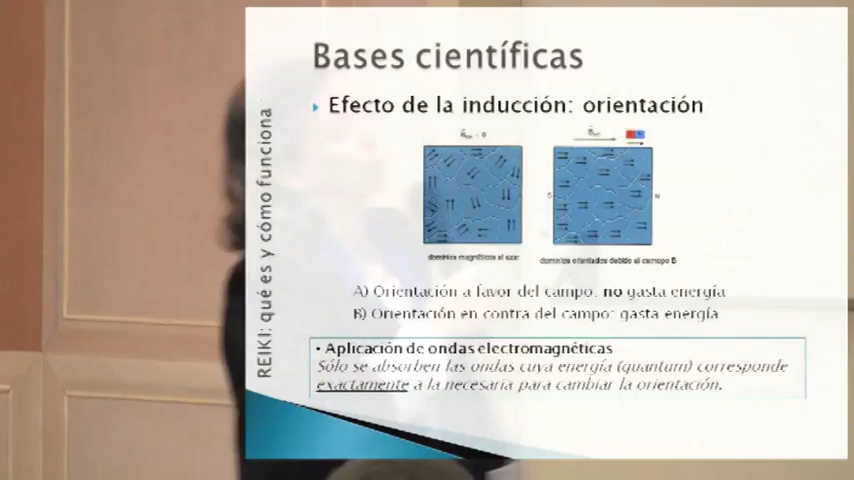 Bases científicas
Efecto de la inducción: orientación
REIKI: qué es y cómo funciona
S
N
dominios magnéticos al azar
dominios orientados debido al campo B
A) Orientación a favor del campo: no gasta energía
B) Orientación en contra del campo: gasta energía
• Aplicación de ondas electromagnéticas
Sólo se absorben las ondas cuya energía (quantum) corresponde
exactamente a la necesaria para cambiar la orientación.